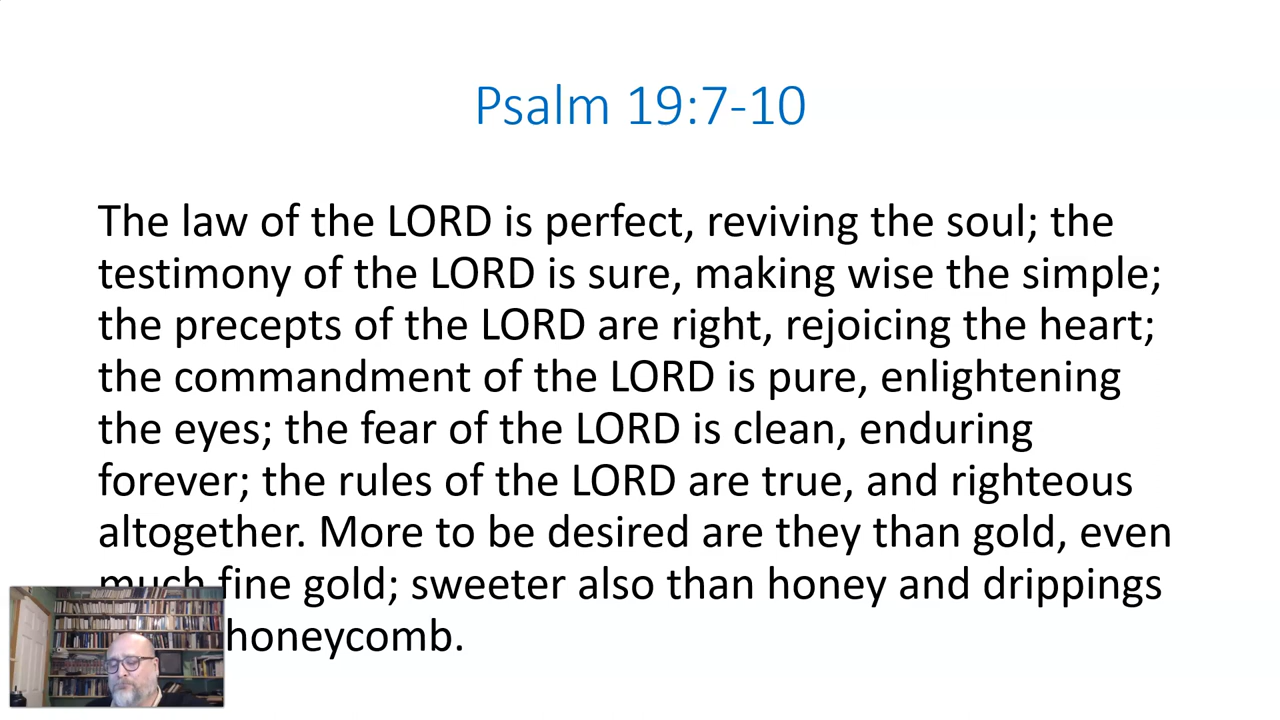 Psalm 19:7-10
The law of the LORD is perfect, reviving the soul; the
testimony of the LORD is sure, making wise the simple;
the precepts of the LORD are right, rejoicing the heart;
the commandment of the LORD is pure, enlightening
the eyes; the fear of the LORD is clean, enduring
forever; the rules of the LORD are true, and righteous
altogether. More to be desired are they than gold, even
much fine gold; sweeter also than honey and drippings
honeycomb.